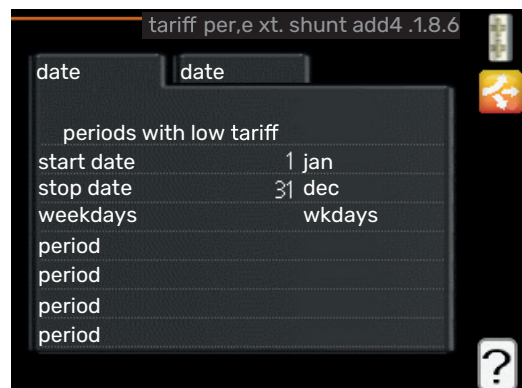 tariff per,e xt. shunt add4 .1.8.6
date date
periods with low tariff
start date 1 jan
stop date 31 dec
weekdays wkdays
period
period
period
period
?